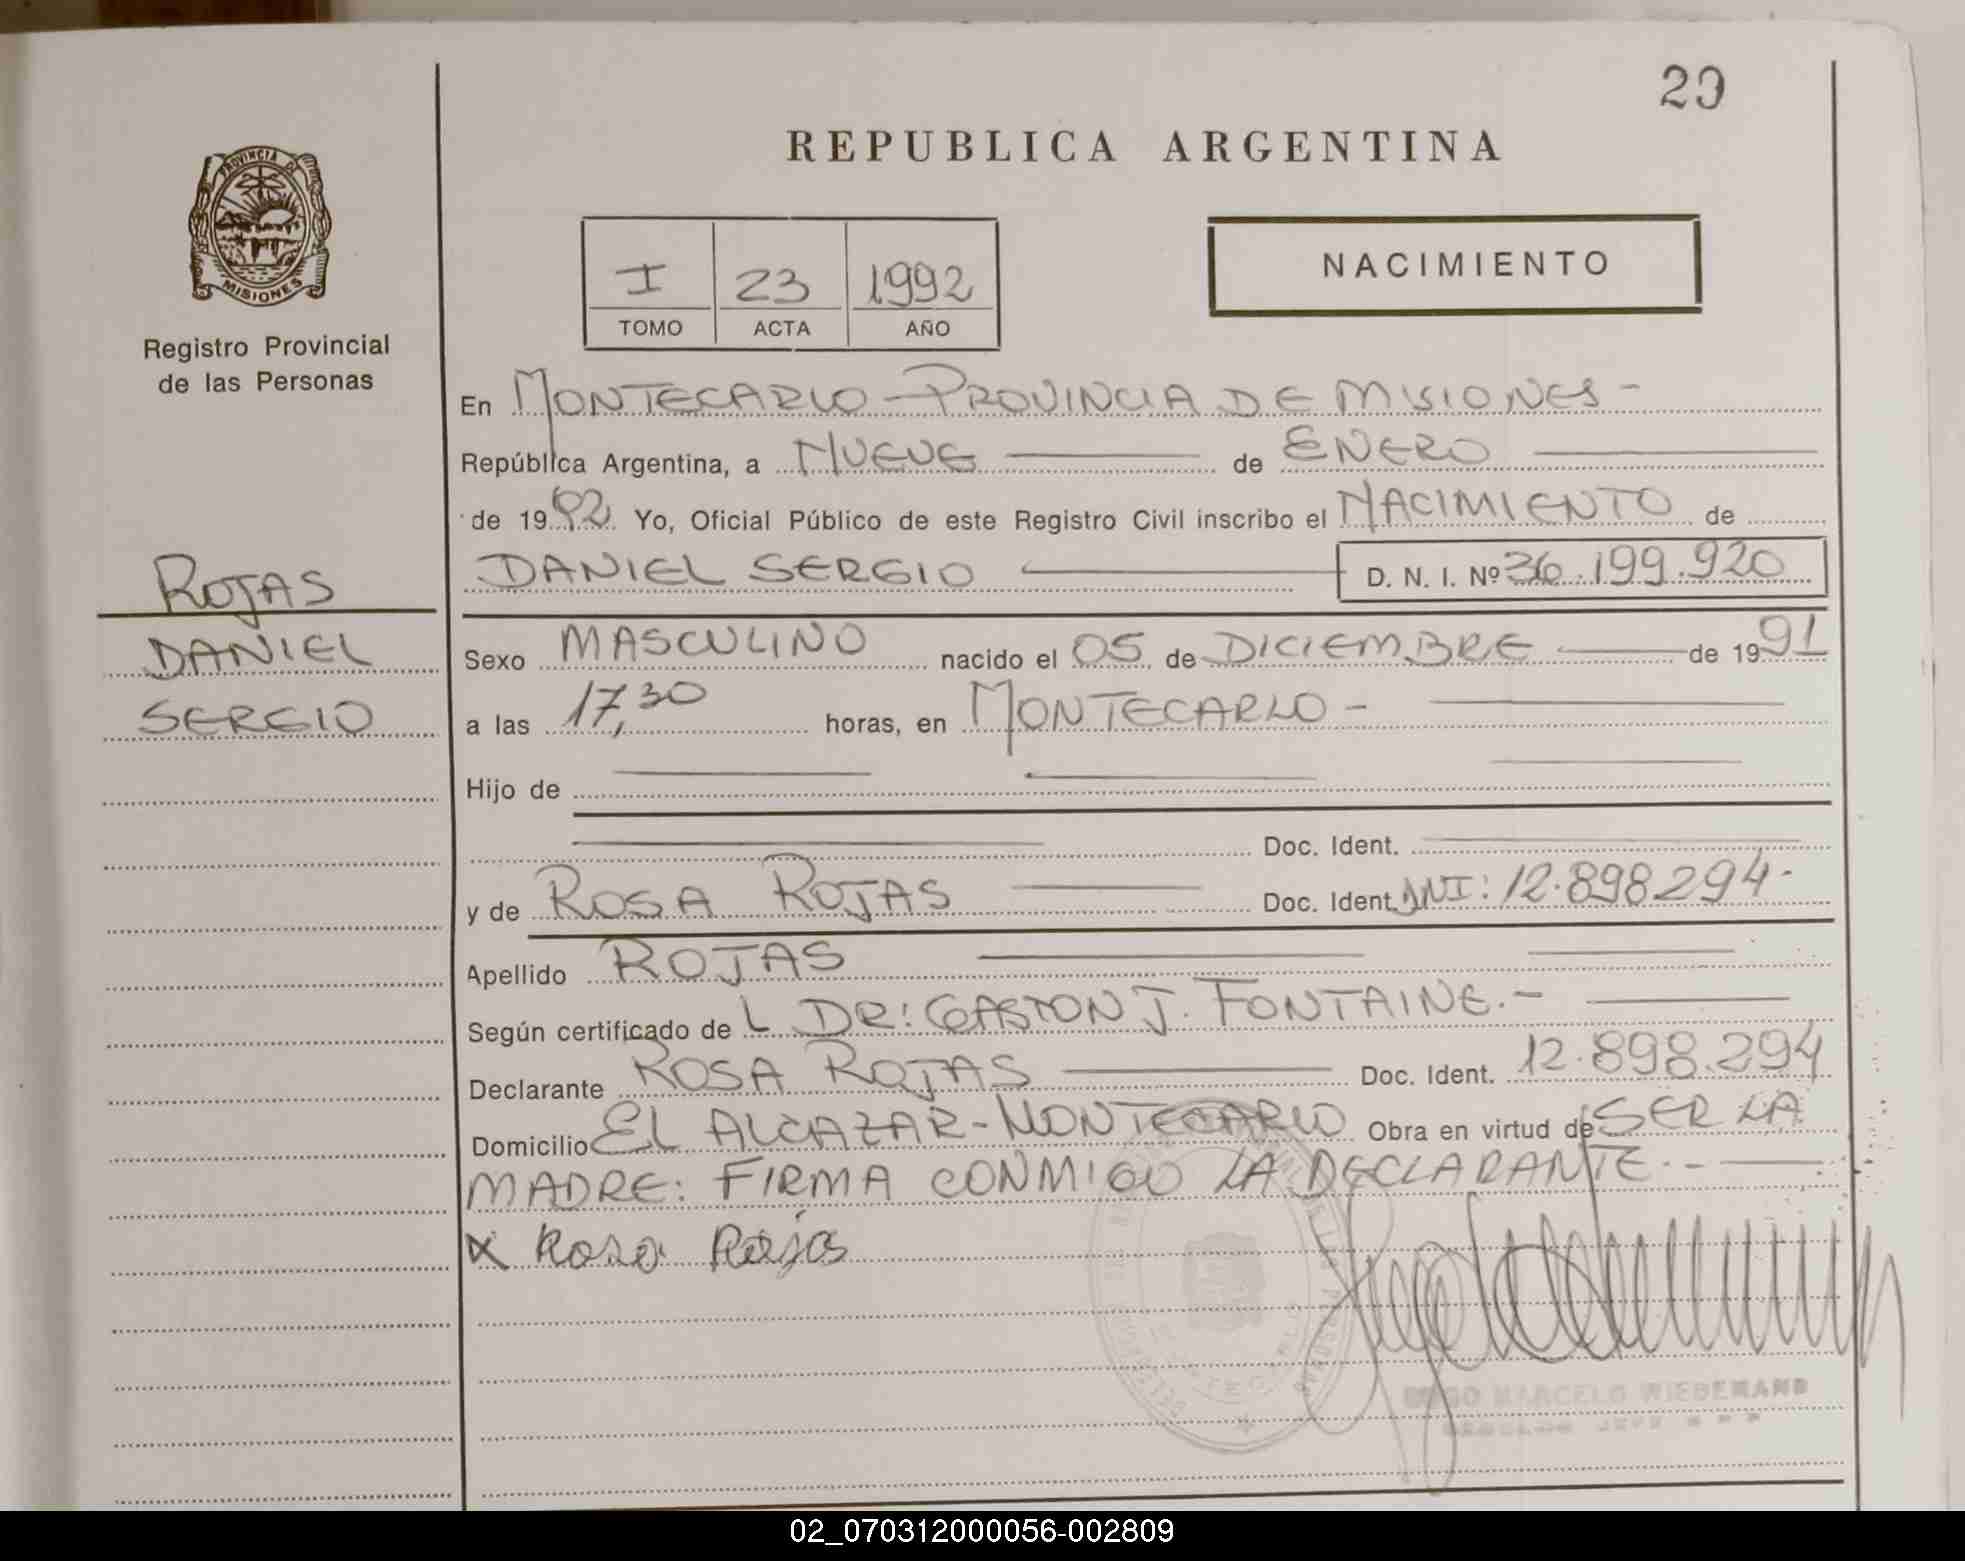 23
REPUBLICA ARGENTINA
PROVINCIA DE
MISIONES
Registro Provincial
de las Personas
I 23 1992
TOMO ACTA AÑO
NACIMIENTO
En MONTECARLO - PROVINCIA DE MISIONES -
República Argentina, a NUEVE de ENERO
de 1992 Yo, Oficial Público de este Registro Civil inscribo el NACIMIENTO de
DANIEL SERGIO D. N. I. Nº 36.199.920
ROJAS
DANIEL
SERGIO
Sexo MASCULINO nacido el 05 de DICIEMBRE de 1991
a las 17,30 horas, en MONTECARLO -
Hijo de
Doc. Ident.
y de ROSA ROJAS Doc. Ident. DNI: 12.898294.
Apellido ROJAS
Según certificado de L DR: GASTON J. FONTAINE.-
Declarante ROSA ROJAS Doc. Ident. 12.898.294
Domicilio EL ALCAZAR - MONTECARLO Obra en virtud de SER LA
MADRE: FIRMA CONMIGO LA DECLARANTE.-
X Rosa Rojas
MARCELO WIEDEMANN
02_070312000056-002809